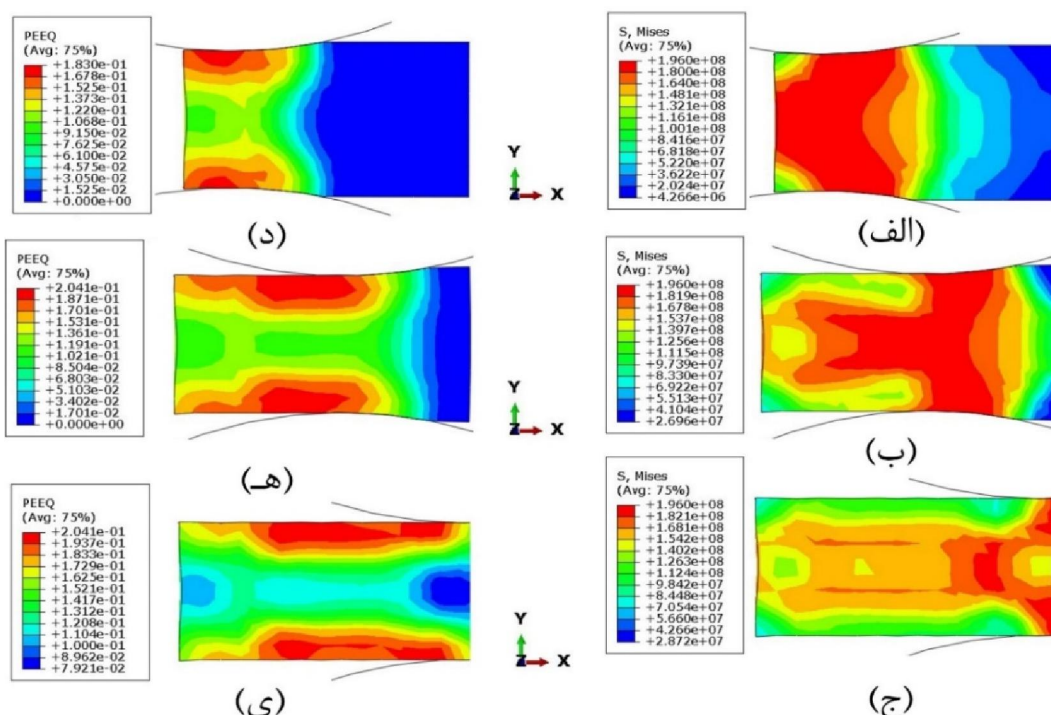 PEEQ
(Avg: 75%)
+1.830e-01
+1.678e-01
+1.525e-01
+1.373e-01
+1.220e-01
+1.068e-01
+9.150e-02
+7.625e-02
+6.100e-02
+4.575e-02
+3.050e-02
+1.525e-02
+0.000e+00
Y
Z
X
(د)
S, Mises
(Avg: 75%)
+1.960e+08
+1.800e+08
+1.640e+08
+1.481e+08
+1.321e+08
+1.161e+08
+1.001e+08
+8.416e+07
+6.818e+07
+5.220e+07
+3.622e+07
+2.024e+07
+4.266e+06
(الف)
PEEQ
(Avg: 75%)
+2.041e-01
+1.871e-01
+1.701e-01
+1.531e-01
+1.361e-01
+1.191e-01
+1.021e-01
+8.504e-02
+6.803e-02
+5.103e-02
+3.402e-02
+1.701e-02
+0.000e+00
Y
Z
X
(هـ)
S, Mises
(Avg: 75%)
+1.960e+08
+1.819e+08
+1.678e+08
+1.537e+08
+1.397e+08
+1.256e+08
+1.115e+08
+9.739e+07
+8.330e+07
+6.922e+07
+5.513e+07
+4.104e+07
+2.696e+07
(ب)
PEEQ
(Avg: 75%)
+2.041e-01
+1.937e-01
+1.833e-01
+1.729e-01
+1.625e-01
+1.521e-01
+1.417e-01
+1.312e-01
+1.208e-01
+1.104e-01
+1.000e-01
+8.962e-02
+7.921e-02
Y
Z
X
(ی)
S, Mises
(Avg: 75%)
+1.960e+08
+1.821e+08
+1.681e+08
+1.542e+08
+1.402e+08
+1.263e+08
+1.124e+08
+9.842e+07
+8.448e+07
+7.054e+07
+5.660e+07
+4.266e+07
+2.872e+07
(ج)